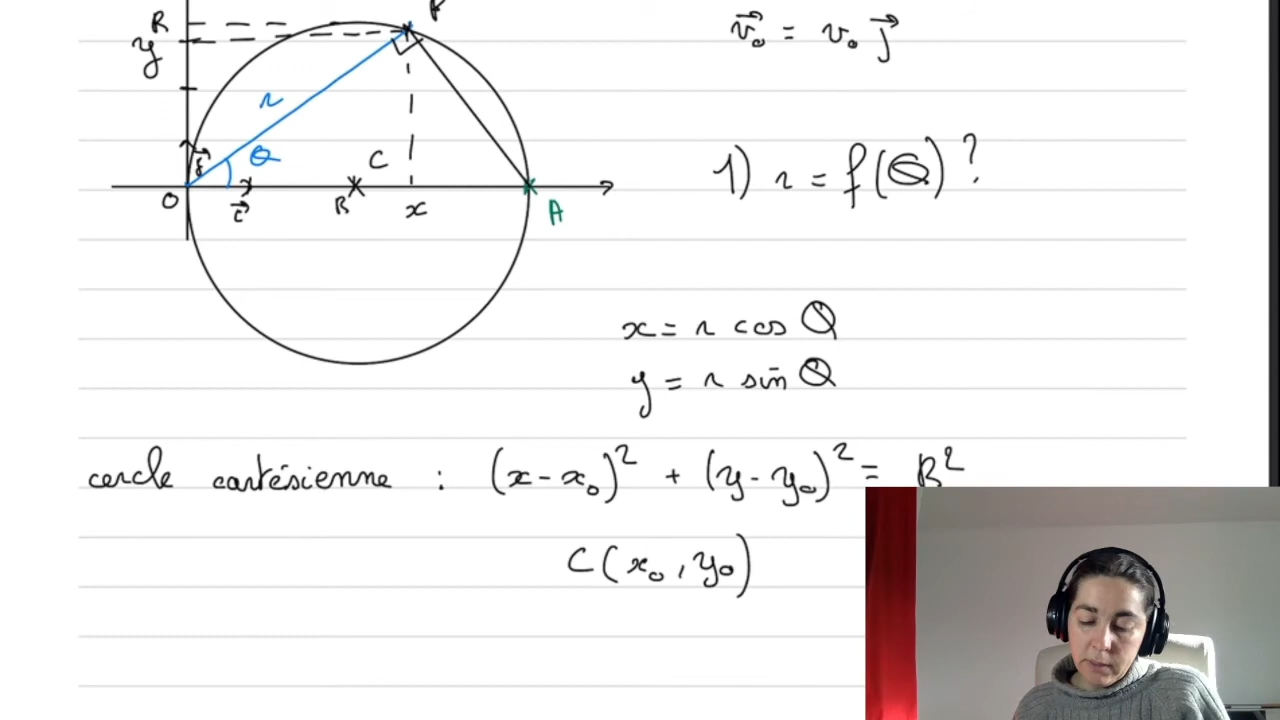 P
R
y
r
θ
C
j
O
i
R
x
A
v₀ = v₀ j
1) r = f(θ)?
x = r cos θ
y = r sin θ
cercle cartésienne : (x - x₀)² + (y - y₀)² = R²
C(x₀, y₀)